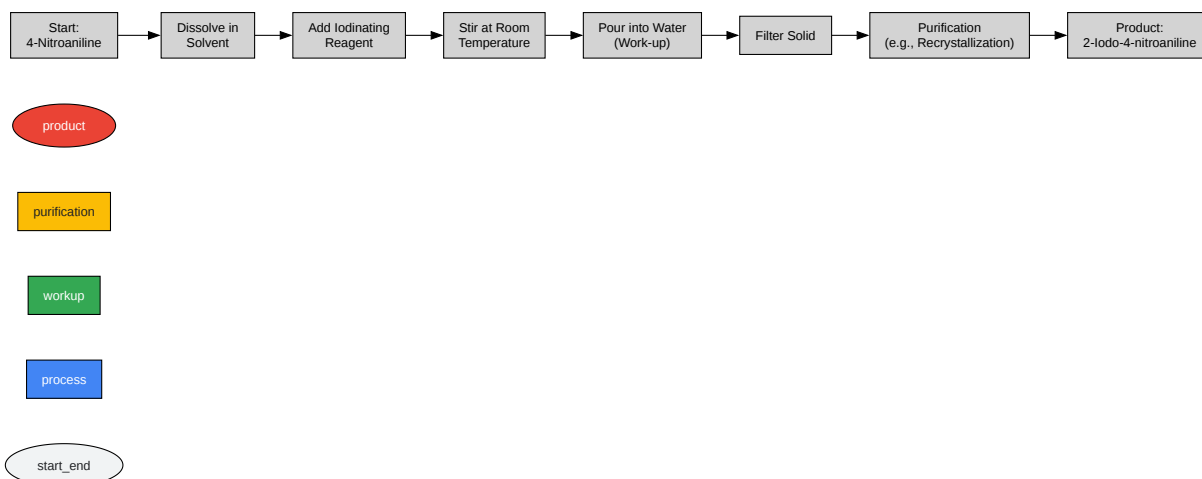 Start:
4-Nitroaniline
Dissolve in
Solvent
Add Iodinating
Reagent
Stir at Room
Temperature
Pour into Water
(Work-up)
Filter Solid
Purification
(e.g., Recrystallization)
Product:
2-Iodo-4-nitroaniline
product
purification
workup
process
start_end